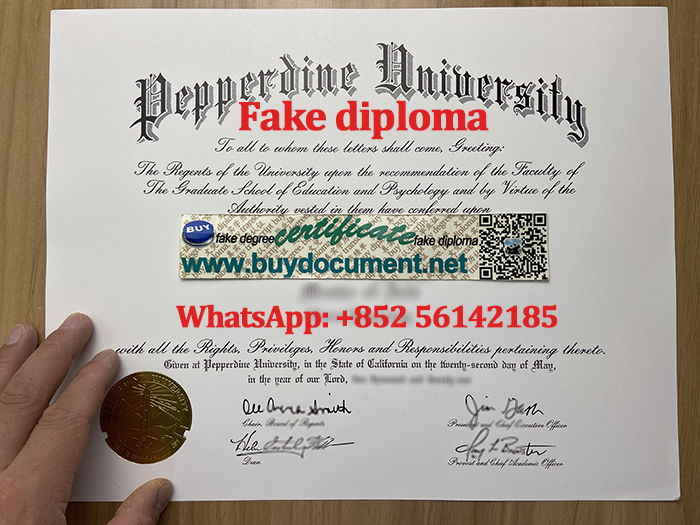 Pepperdine University
Fake diploma
To all to whom these letters shall come, Greeting:
The Regents of the University upon the recommendation of the Faculty of
The Graduate School of Education and Psychology and by Virtue of the
Authority vested in them have conferred upon
BUY fake degree certificate fake diploma
www.buydocument.net
WhatsApp: +852 56142185
with all the Rights, Privileges, Honors and Responsibilities pertaining thereto.
Given at Pepperdine University, in the State of California on the twenty-second day of May,
in the year of our Lord,
Chair, Board of Regents
President and Chief Executive Officer
Dean
Provost and Chief Academic Officer